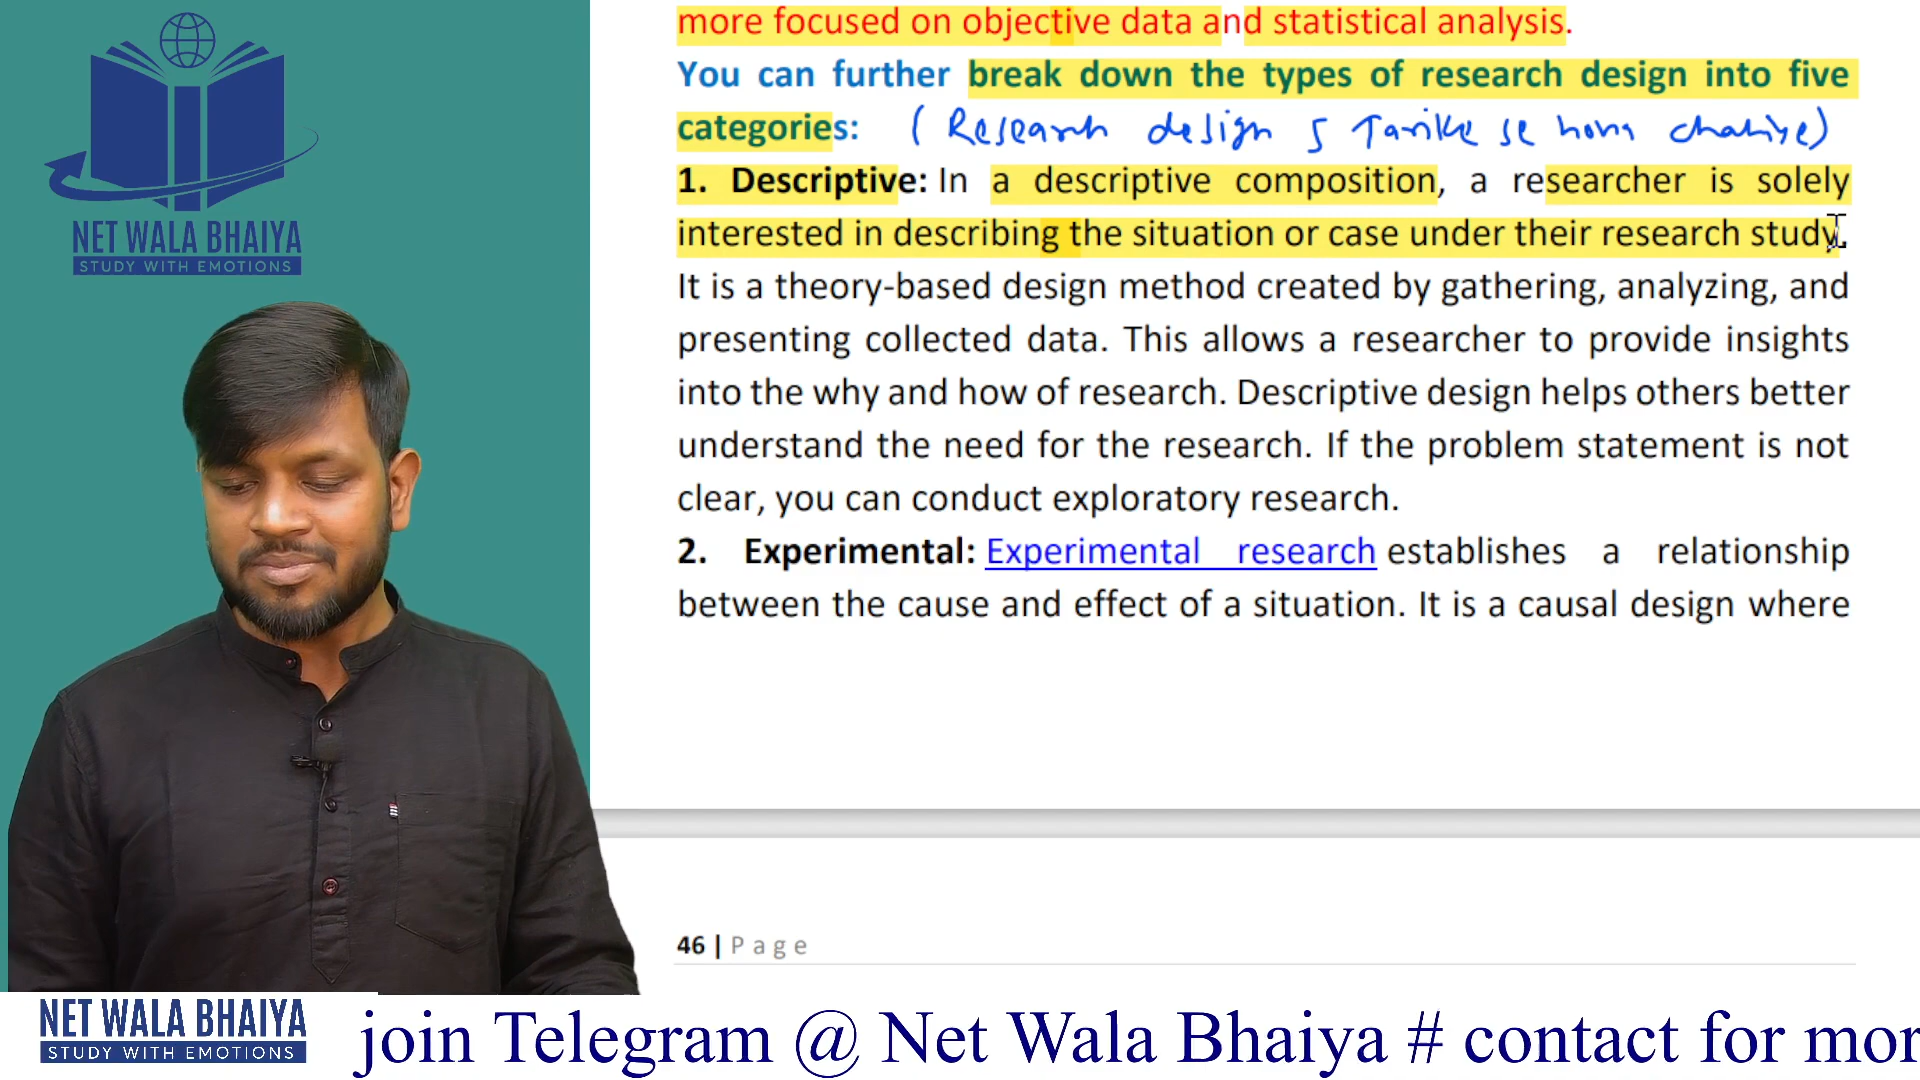 more focused on objective data and statistical analysis.
You can further break down the types of research design into five
categories: ( Research design 5 Tarike se hona chahiye)
1. Descriptive: In a descriptive composition, a researcher is solely
interested in describing the situation or case under their research study.
It is a theory-based design method created by gathering, analyzing, and
presenting collected data. This allows a researcher to provide insights
into the why and how of research. Descriptive design helps others better
understand the need for the research. If the problem statement is not
clear, you can conduct exploratory research.
2. Experimental: Experimental research establishes a relationship
between the cause and effect of a situation. It is a causal design where
46 | Page
NET WALA BHAIYA
STUDY WITH EMOTIONS
NET WALA BHAIYA
STUDY WITH EMOTIONS
join Telegram @ Net Wala Bhaiya # contact for mor